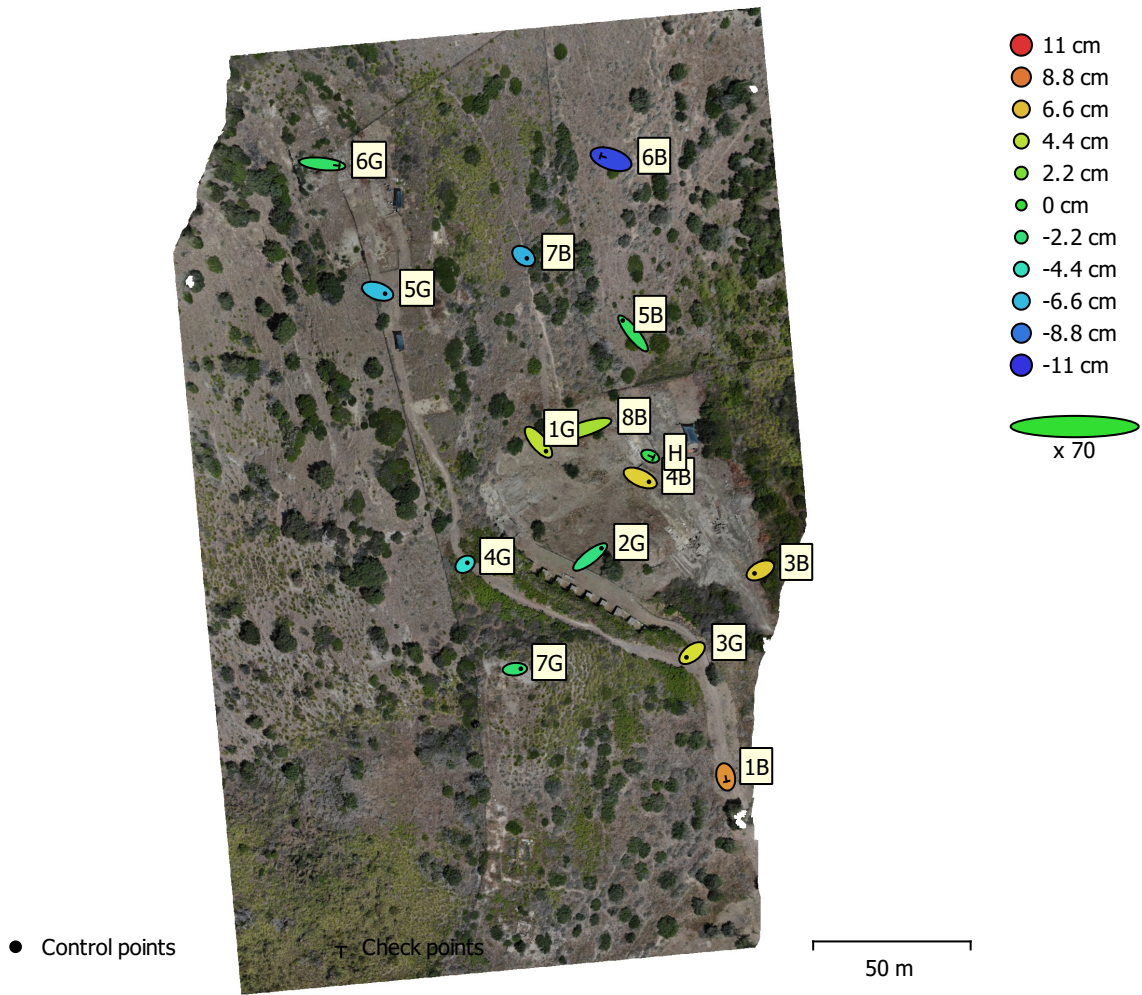 11 cm
8.8 cm
6.6 cm
4.4 cm
2.2 cm
0 cm
-2.2 cm
-4.4 cm
-6.6 cm
-8.8 cm
-11 cm
x 70
6G
6B
7B
5G
5B
8B
1G
H
4B
2G
4G
3B
3G
7G
1B
Control points
Check points
50 m